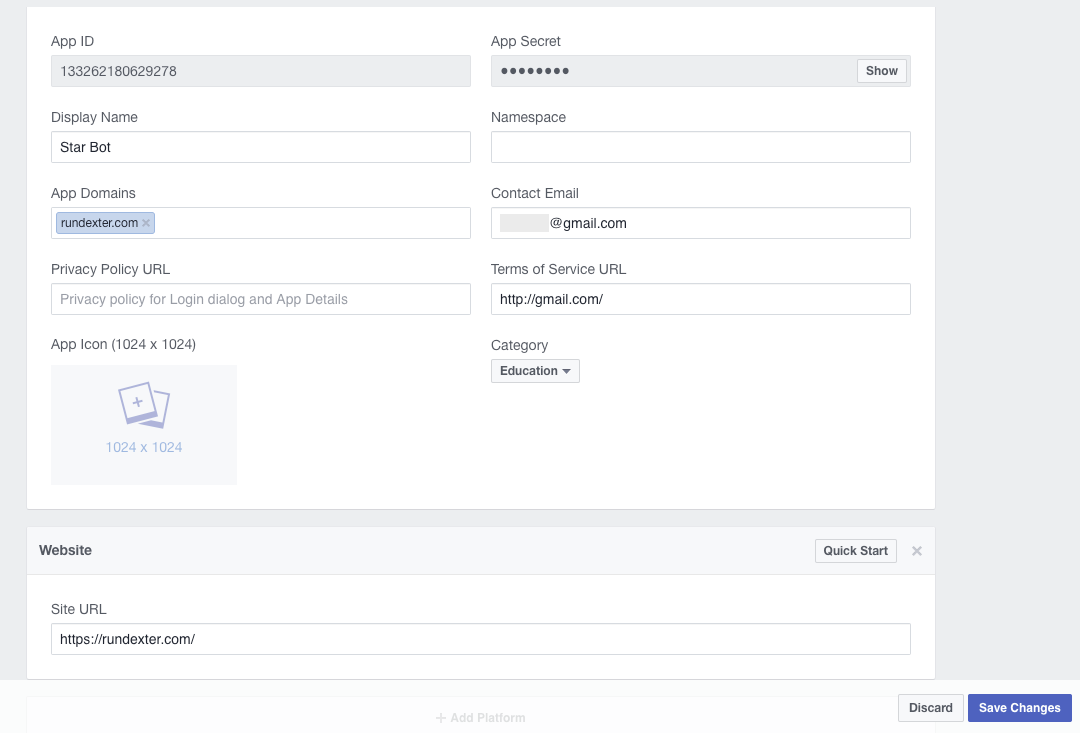 App ID
App Secret
133262180629278
••••••••
Show
Display Name
Namespace
Star Bot
App Domains
Contact Email
rundexter.com
@gmail.com
Privacy Policy URL
Terms of Service URL
Privacy policy for Login dialog and App Details
http://gmail.com/
App Icon (1024 x 1024)
Category
Education
1024 x 1024
Website
Quick Start
Site URL
https://rundexter.com/
+ Add Platform
Discard
Save Changes